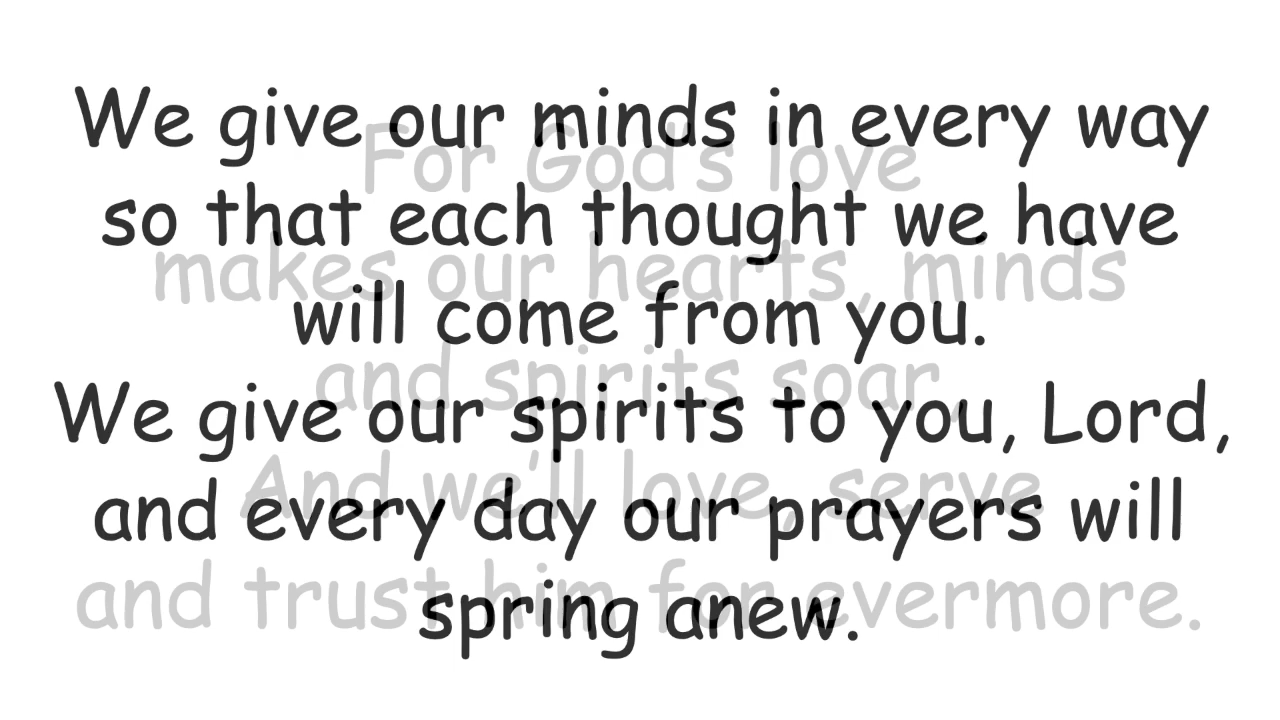 We give our minds in every way
so that each thought we have
will come from you.
We give our spirits to you, Lord,
and every day our prayers will
spring anew.
For God's love
makes our hearts, minds
and spirits soar,
And we'll love, serve
and trust him for evermore.